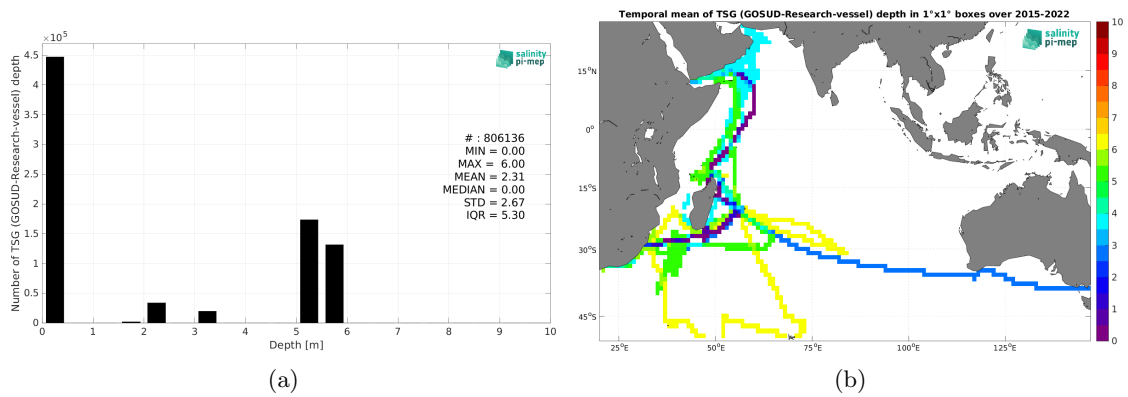 ×10⁵
4.5
4
3.5
3
2.5
2
1.5
1
0.5
0
Number of TSG (GOSUD-Research-vessel) depth
salinity
pi-mep
# : 806136
MIN = 0.00
MAX = 6.00
MEAN = 2.31
MEDIAN = 0.00
STD = 2.67
IQR = 5.30
0 1 2 3 4 5 6 7 8 9 10
Depth [m]
(a)
Temporal mean of TSG (GOSUD-Research-vessel) depth in 1°x1° boxes over 2015-2022
salinity
pi-mep
15°N
0°
15°S
30°S
45°S
25°E 50°E 75°E 100°E 125°E
10
9
8
7
6
5
4
3
2
1
0
(b)